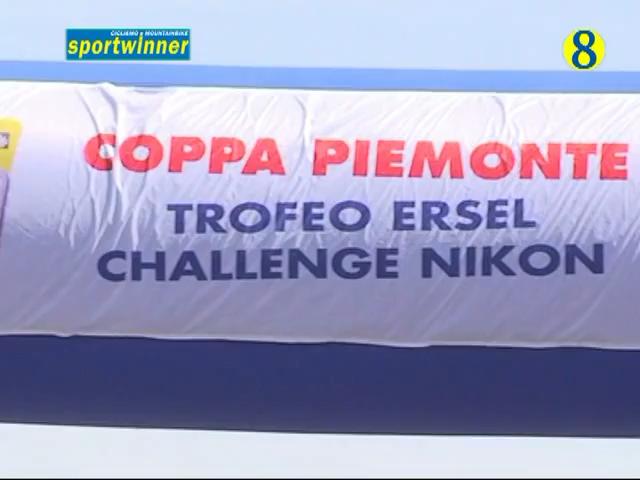 CICLISMO e MOUNTAINBIKE
sportwinner
8
COPPA PIEMONTE
TROFEO ERSEL
CHALLENGE NIKON